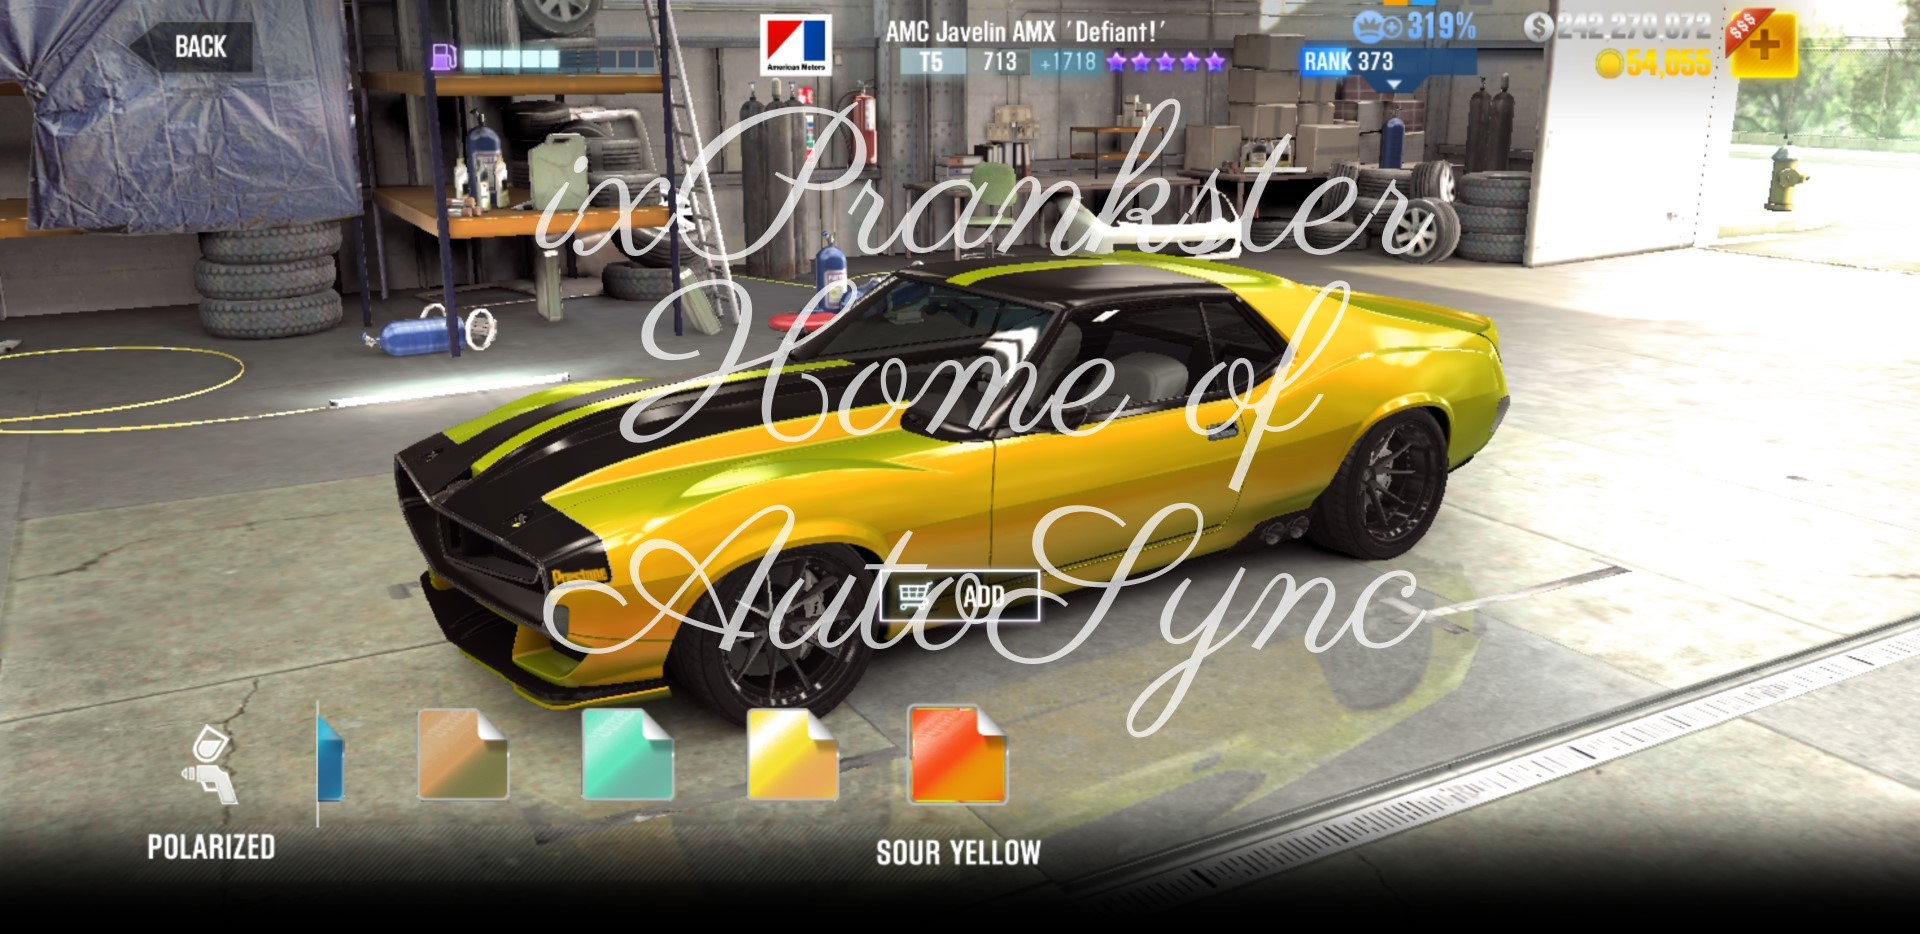 BACK
American Motors
AMC Javelin AMX 'Defiant!'
T5 713 +1718
319%
RANK 373
$ 242,270,072
54,055
$$$
ixPrankster
Home of
AutoSync
Prestone
ADD
POLARIZED
SOUR YELLOW